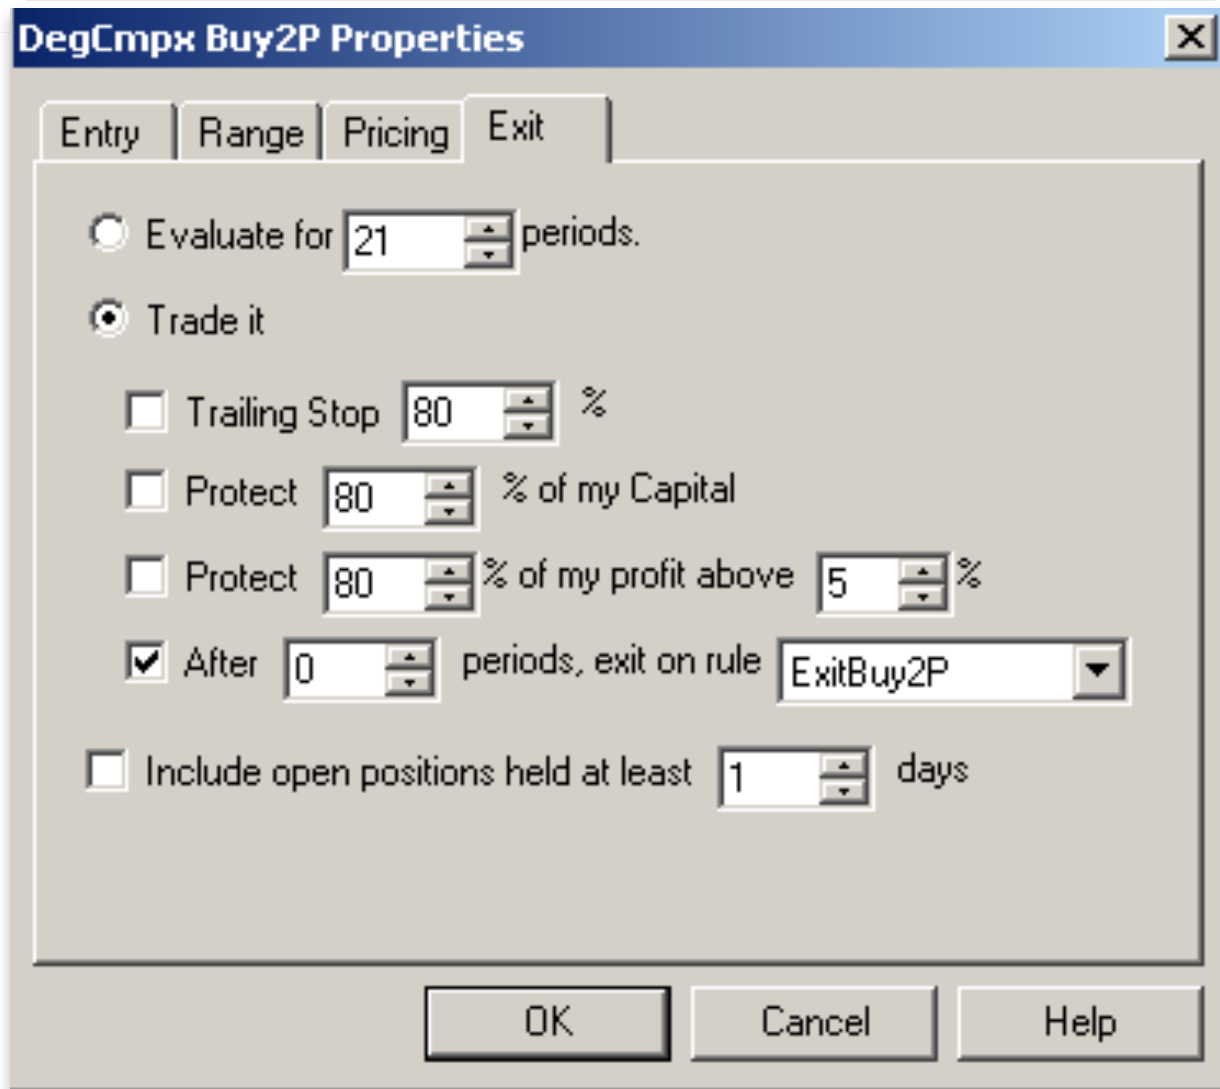 DegCmpx Buy2P Properties
Entry Range Pricing Exit
Evaluate for 21 periods.
Trade it
Trailing Stop 80 %
Protect 80 % of my Capital
Protect 80 % of my profit above 5 %
After 0 periods, exit on rule ExitBuy2P
Include open positions held at least 1 days
OK Cancel Help